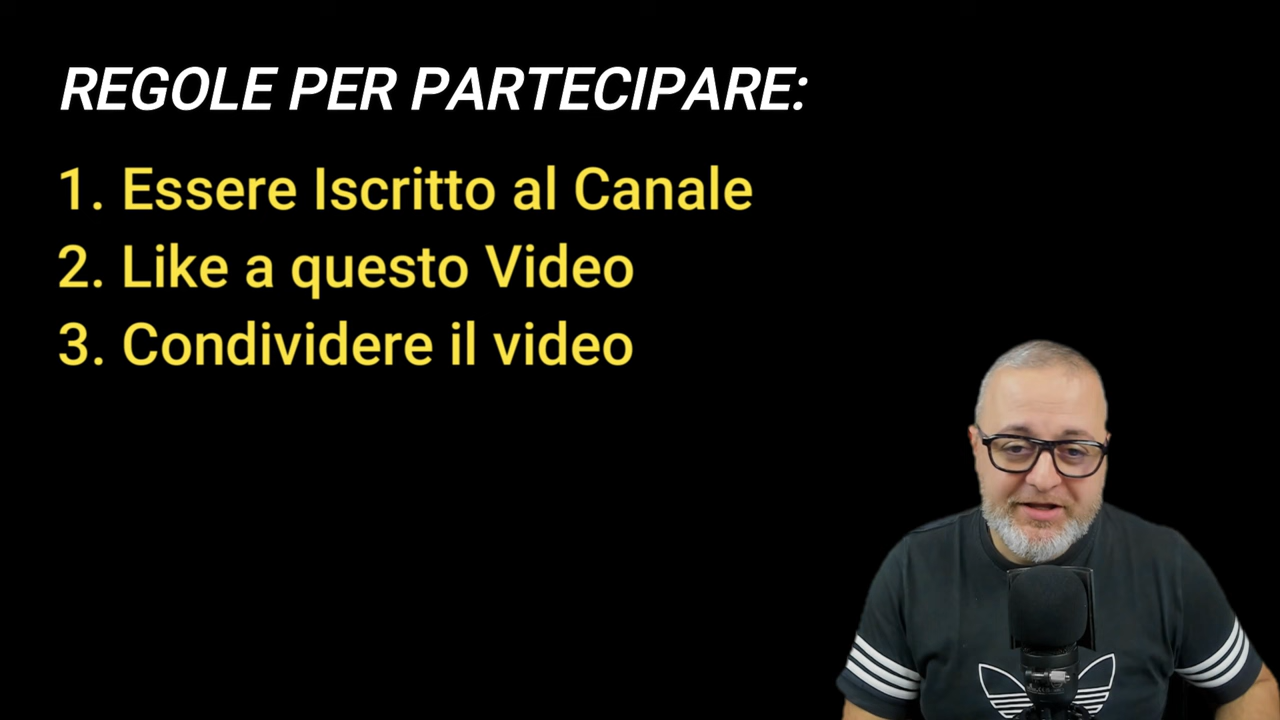 REGOLE PER PARTECIPARE:
1. Essere Iscritto al Canale
2. Like a questo Video
3. Condividere il video